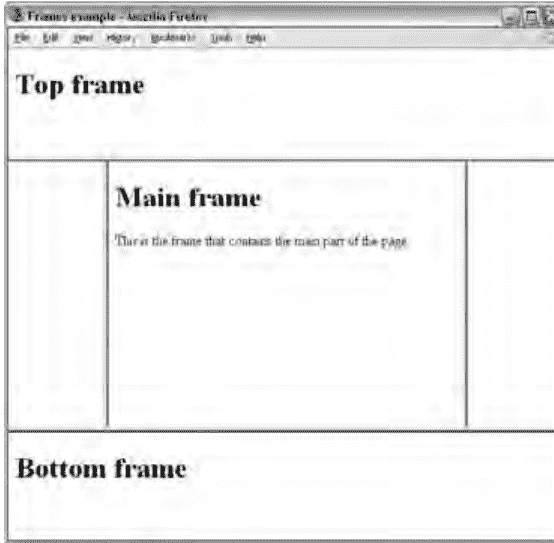 Frames example - Mozilla Firefox
File Edit View History Bookmarks Tools Help
Top frame
Main frame
This is the frame that contains the main part of the page
Bottom frame